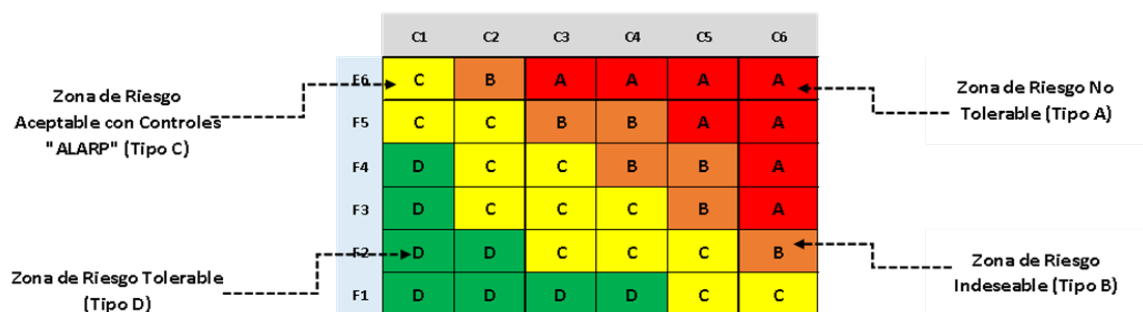 C1 C2 C3 C4 C5 C6
F6 C B A A A A
F5 C C B B A A
F4 D C C B B A
F3 D C C C B A
F2 D D C C C B
F1 D D D D C C
Zona de Riesgo
Aceptable con Controles
"ALARP" (Tipo C)
Zona de Riesgo Tolerable
(Tipo D)
Zona de Riesgo No
Tolerable (Tipo A)
Zona de Riesgo
Indeseable (Tipo B)